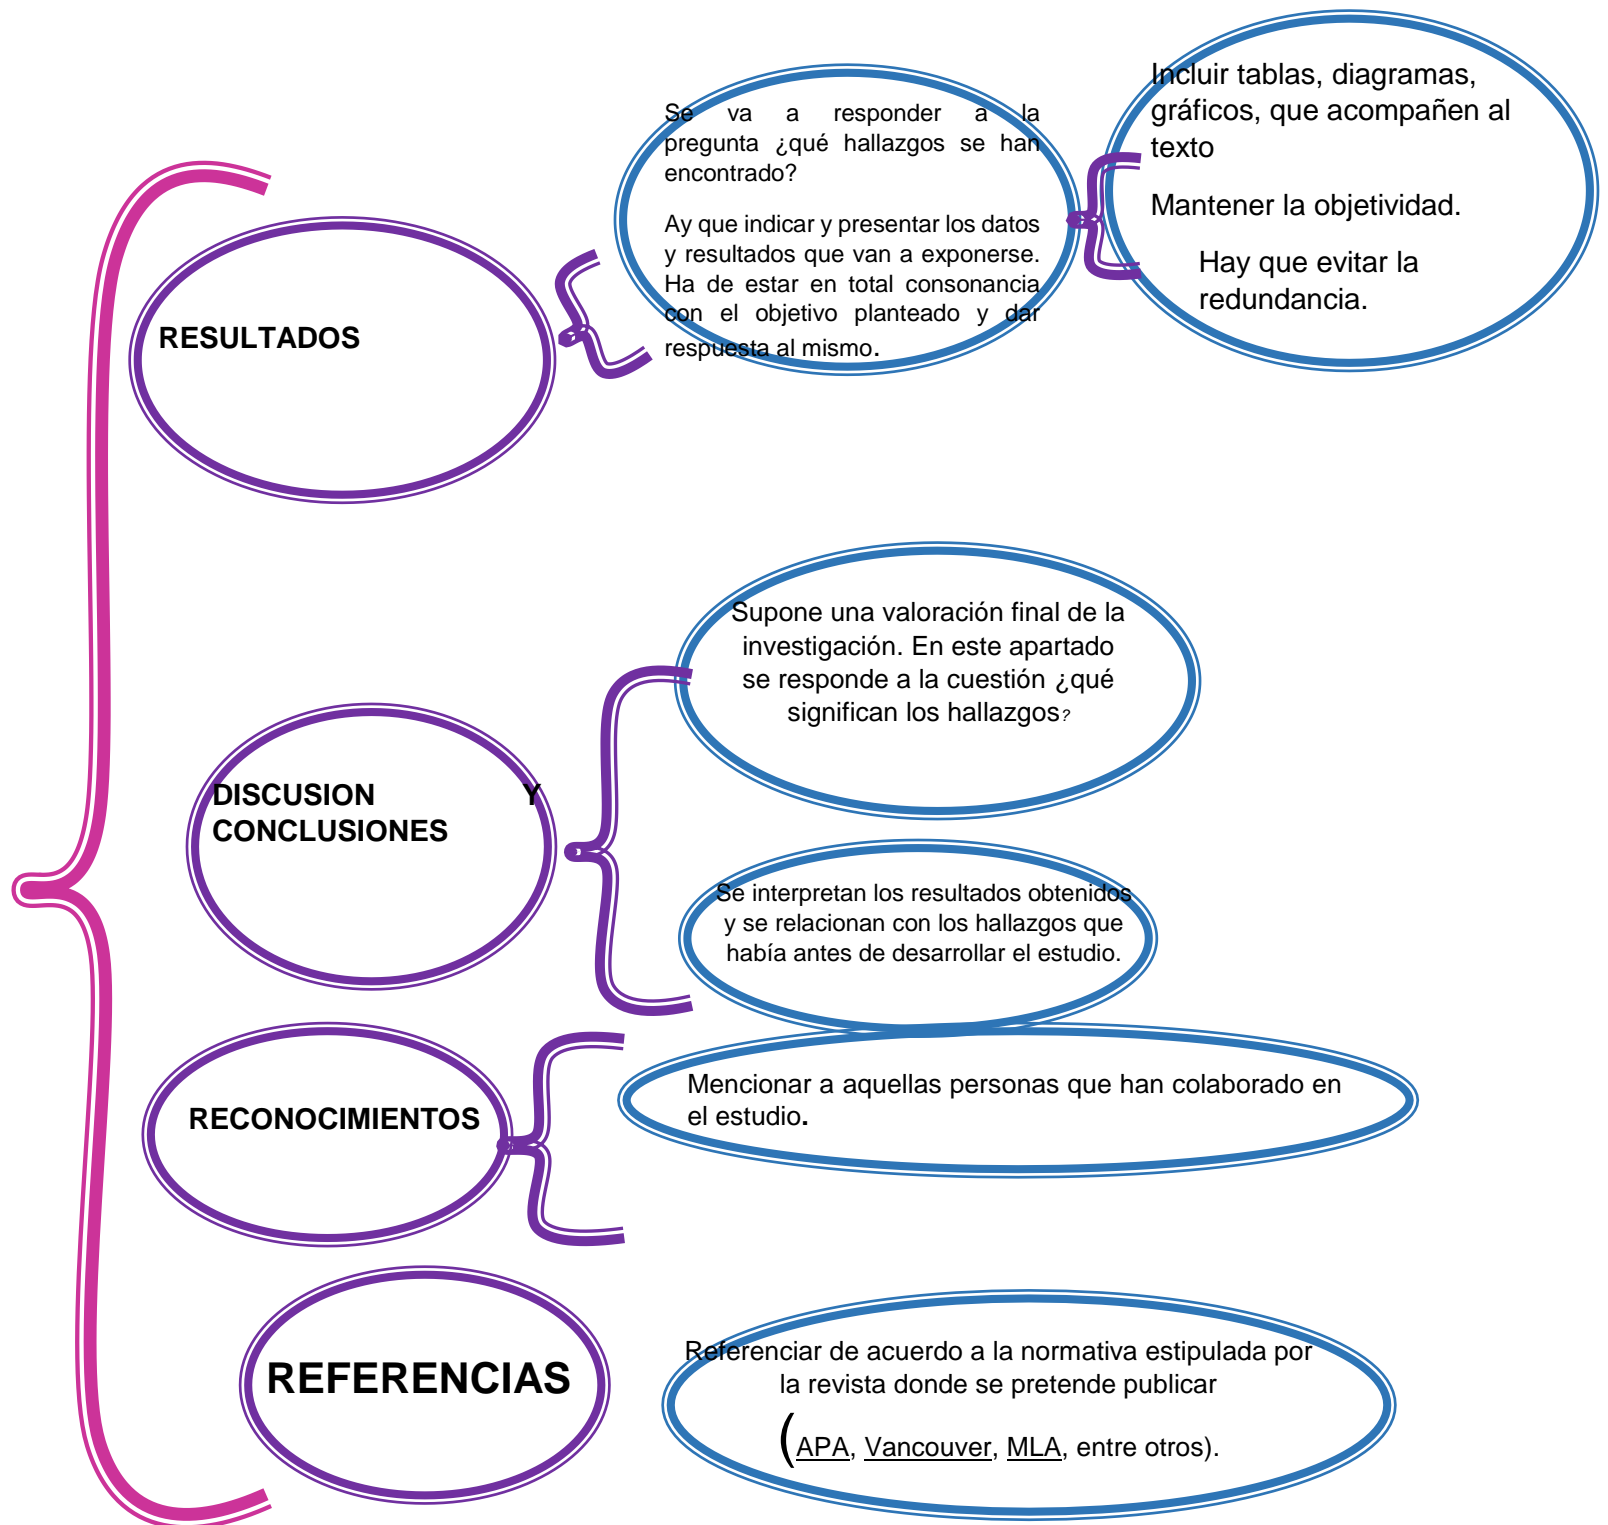 RESULTADOS
Se va a responder a la
pregunta ¿qué hallazgos se han
encontrado?
Ay que indicar y presentar los datos
y resultados que van a exponerse.
Ha de estar en total consonancia
con el objetivo planteado y dar
respuesta al mismo.
Incluir tablas, diagramas,
gráficos, que acompañen al
texto
Mantener la objetividad.
Hay que evitar la
redundancia.
DISCUSION Y
CONCLUSIONES
Supone una valoración final de la
investigación. En este apartado
se responde a la cuestión ¿qué
significan los hallazgos?
Se interpretan los resultados obtenidos
y se relacionan con los hallazgos que
había antes de desarrollar el estudio.
RECONOCIMIENTOS
Mencionar a aquellas personas que han colaborado en
el estudio.
REFERENCIAS
Referenciar de acuerdo a la normativa estipulada por
la revista donde se pretende publicar
(APA, Vancouver, MLA, entre otros).